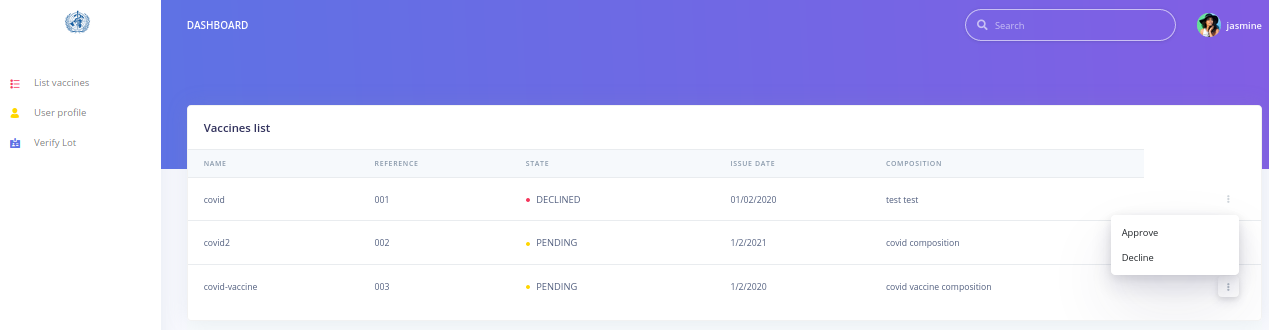 DASHBOARD
Search
jasmine
List vaccines
User profile
Verify Lot
Vaccines list
NAME REFERENCE STATE ISSUE DATE COMPOSITION
covid 001 DECLINED 01/02/2020 test test
covid2 002 PENDING 1/2/2021 covid composition
Approve
Decline
covid-vaccine 003 PENDING 1/2/2020 covid vaccine composition